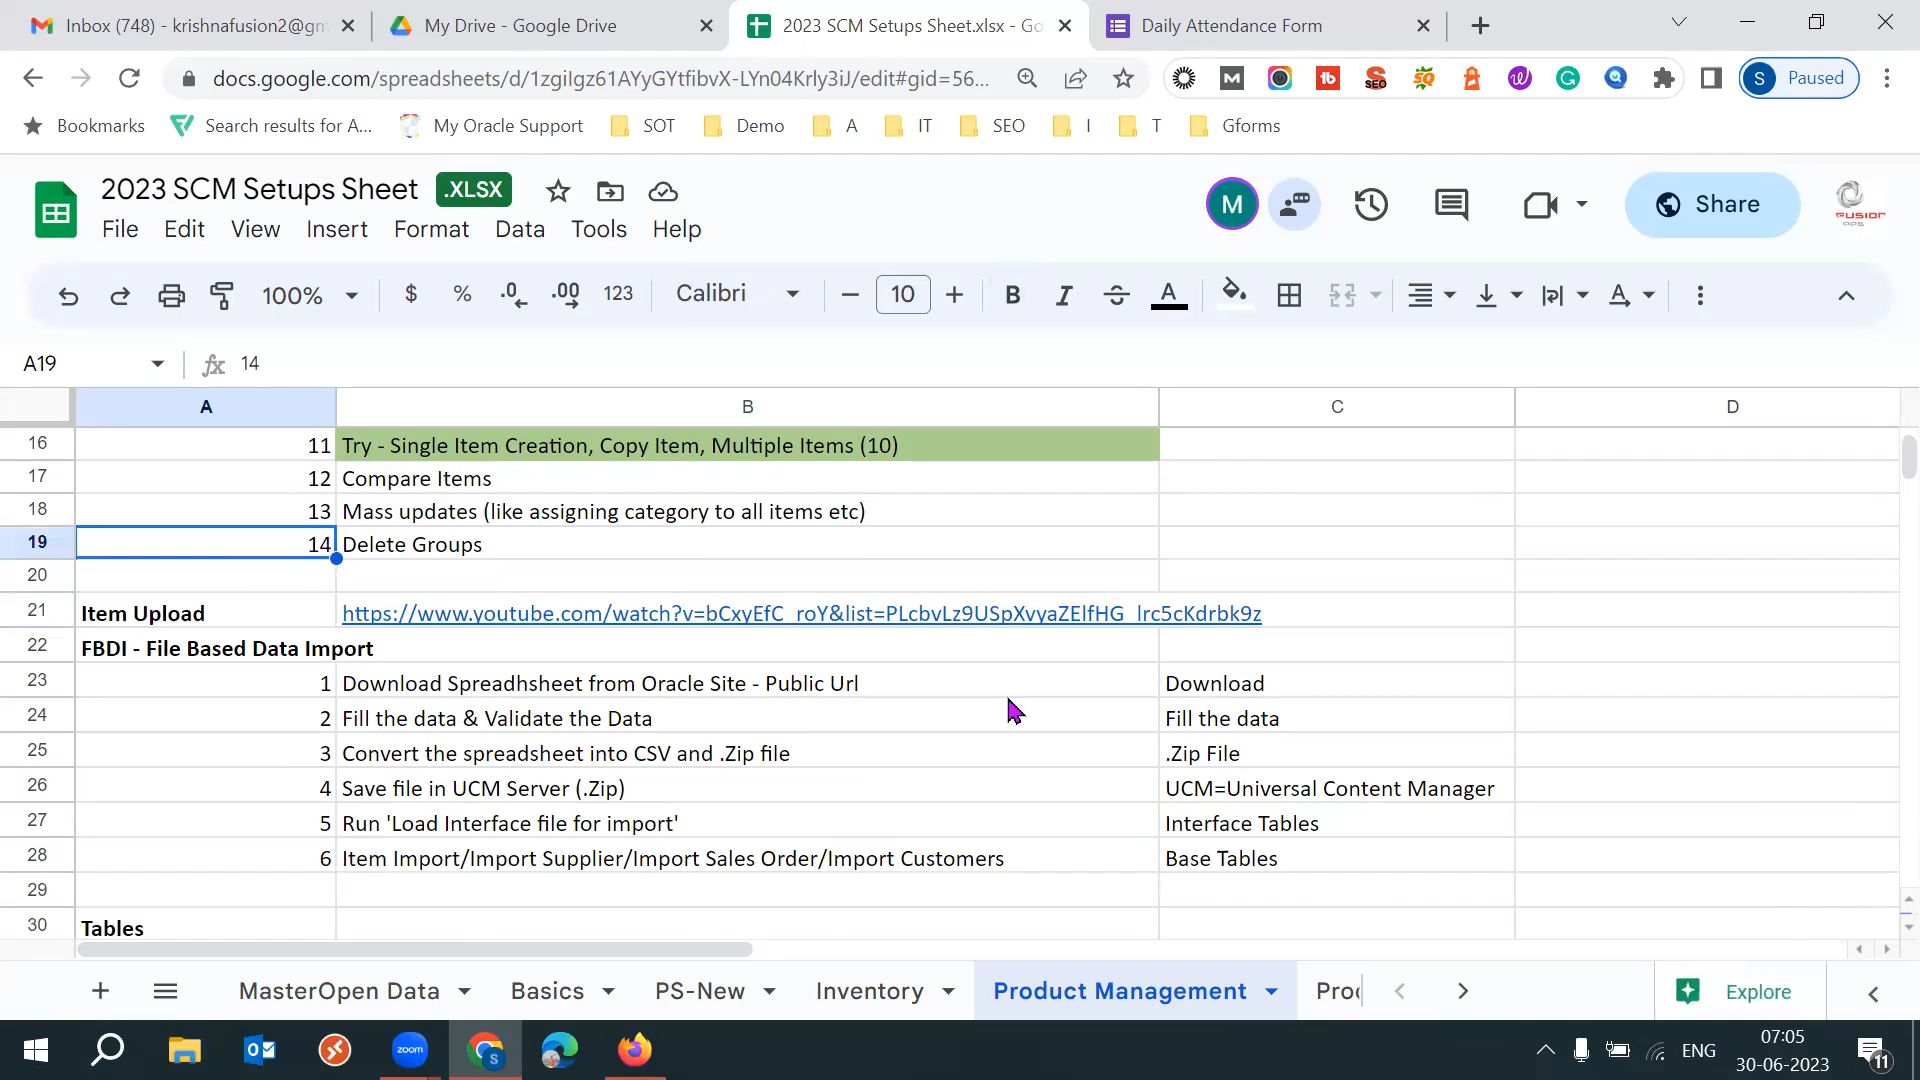 Inbox (748) - krishnafusion2@gm
My Drive - Google Drive
2023 SCM Setups Sheet.xlsx - Go
Daily Attendance Form
docs.google.com/spreadsheets/d/1zgiIgz61AYyGYtfibvX-LYn04Krly3iJ/edit#gid=56...
S Paused
Bookmarks
Search results for A...
My Oracle Support
SOT
Demo
A
IT
SEO
I
T
Gforms
2023 SCM Setups Sheet .XLSX
M
Share
FUSION
APPS
File Edit View Insert Format Data Tools Help
100% $ % .0 .00 123 Calibri 10 B I A A
A19 fx 14
A B C D
16 11 Try - Single Item Creation, Copy Item, Multiple Items (10)
17 12 Compare Items
18 13 Mass updates (like assigning category to all items etc)
19 14 Delete Groups
20
21 Item Upload https://www.youtube.com/watch?v=bCxyEfC_roY&list=PLcbvLz9USpXvyaZElfHG_lrc5cKdrbk9z
22 FBDI - File Based Data Import
23 1 Download Spreadhsheet from Oracle Site - Public Url Download
24 2 Fill the data & Validate the Data Fill the data
25 3 Convert the spreadsheet into CSV and .Zip file .Zip File
26 4 Save file in UCM Server (.Zip) UCM=Universal Content Manager
27 5 Run 'Load Interface file for import' Interface Tables
28 6 Item Import/Import Supplier/Import Sales Order/Import Customers Base Tables
29
30 Tables
MasterOpen Data Basics PS-New Inventory Product Management Proc Explore
zoom
S
ENG
07:05
30-06-2023
11